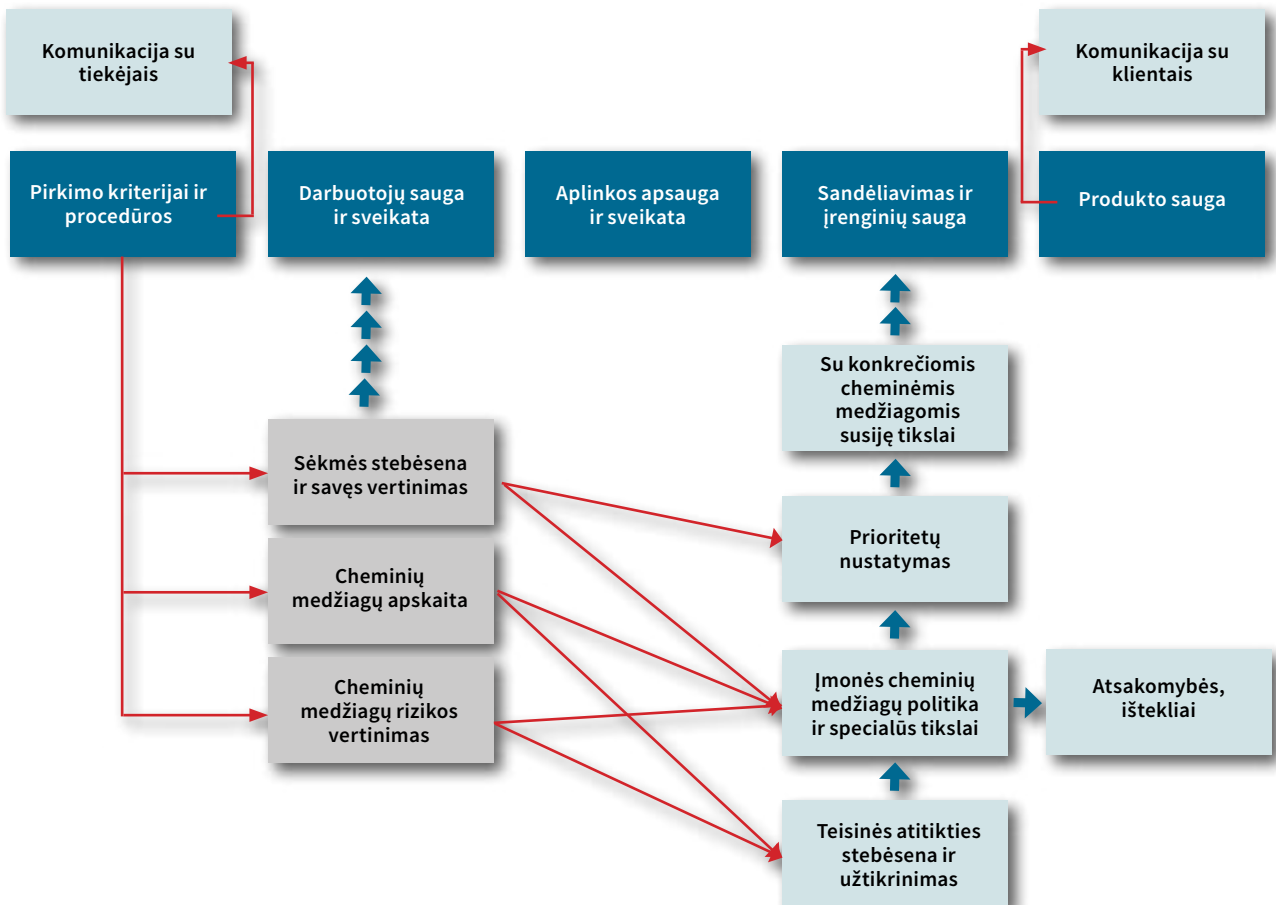 Komunikacija su
tiekėjais
Komunikacija su
klientais
Pirkimo kriterijai ir
procedūros
Darbuotojų sauga
ir sveikata
Aplinkos apsauga
ir sveikata
Sandėliavimas ir
įrenginių sauga
Produkto sauga
Su konkrečiomis
cheminėmis
medžiagomis
susiję tikslai
Sėkmės stebėsena
ir savęs vertinimas
Prioritetų
nustatymas
Cheminių
medžiagų apskaita
Cheminių
medžiagų rizikos
vertinimas
Įmonės cheminių
medžiagų politika
ir specialūs tikslai
Atsakomybės,
ištekliai
Teisinės atitikties
stebėsena ir
užtikrinimas